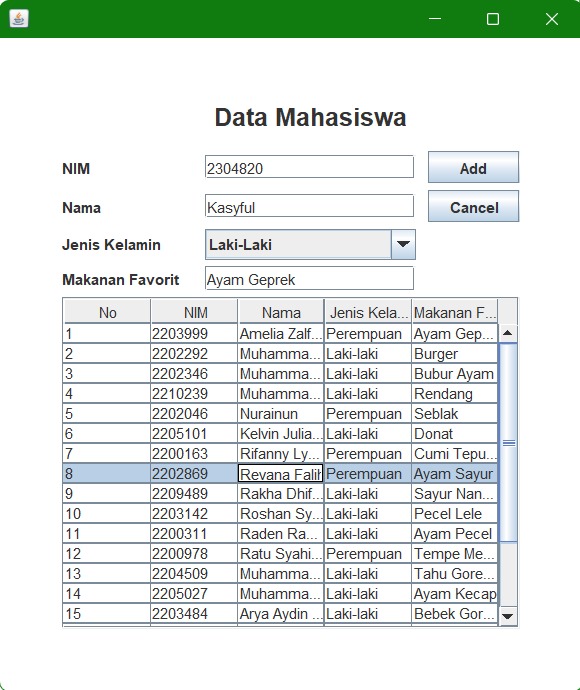 Data Mahasiswa
NIM 2304820 Add
Nama Kasyful Cancel
Jenis Kelamin Laki-Laki
Makanan Favorit Ayam Geprek
No NIM Nama Jenis Kela... Makanan F...
1 2203999 Amelia Zalf... Perempuan Ayam Gep...
2 2202292 Muhamma... Laki-laki Burger
3 2202346 Muhamma... Laki-laki Bubur Ayam
4 2210239 Muhamma... Laki-laki Rendang
5 2202046 Nurainun Perempuan Seblak
6 2205101 Kelvin Julia... Laki-laki Donat
7 2200163 Rifanny Ly... Perempuan Cumi Tepu...
8 2202869 Revana Falih Perempuan Ayam Sayur
9 2209489 Rakha Dhif... Laki-laki Sayur Nan...
10 2203142 Roshan Sy... Laki-laki Pecel Lele
11 2200311 Raden Ra... Laki-laki Ayam Pecel
12 2200978 Ratu Syahi... Perempuan Tempe Me...
13 2204509 Muhamma... Laki-laki Tahu Gore...
14 2205027 Muhamma... Laki-laki Ayam Kecap
15 2203484 Arya Aydin ... Laki-laki Bebek Gor...